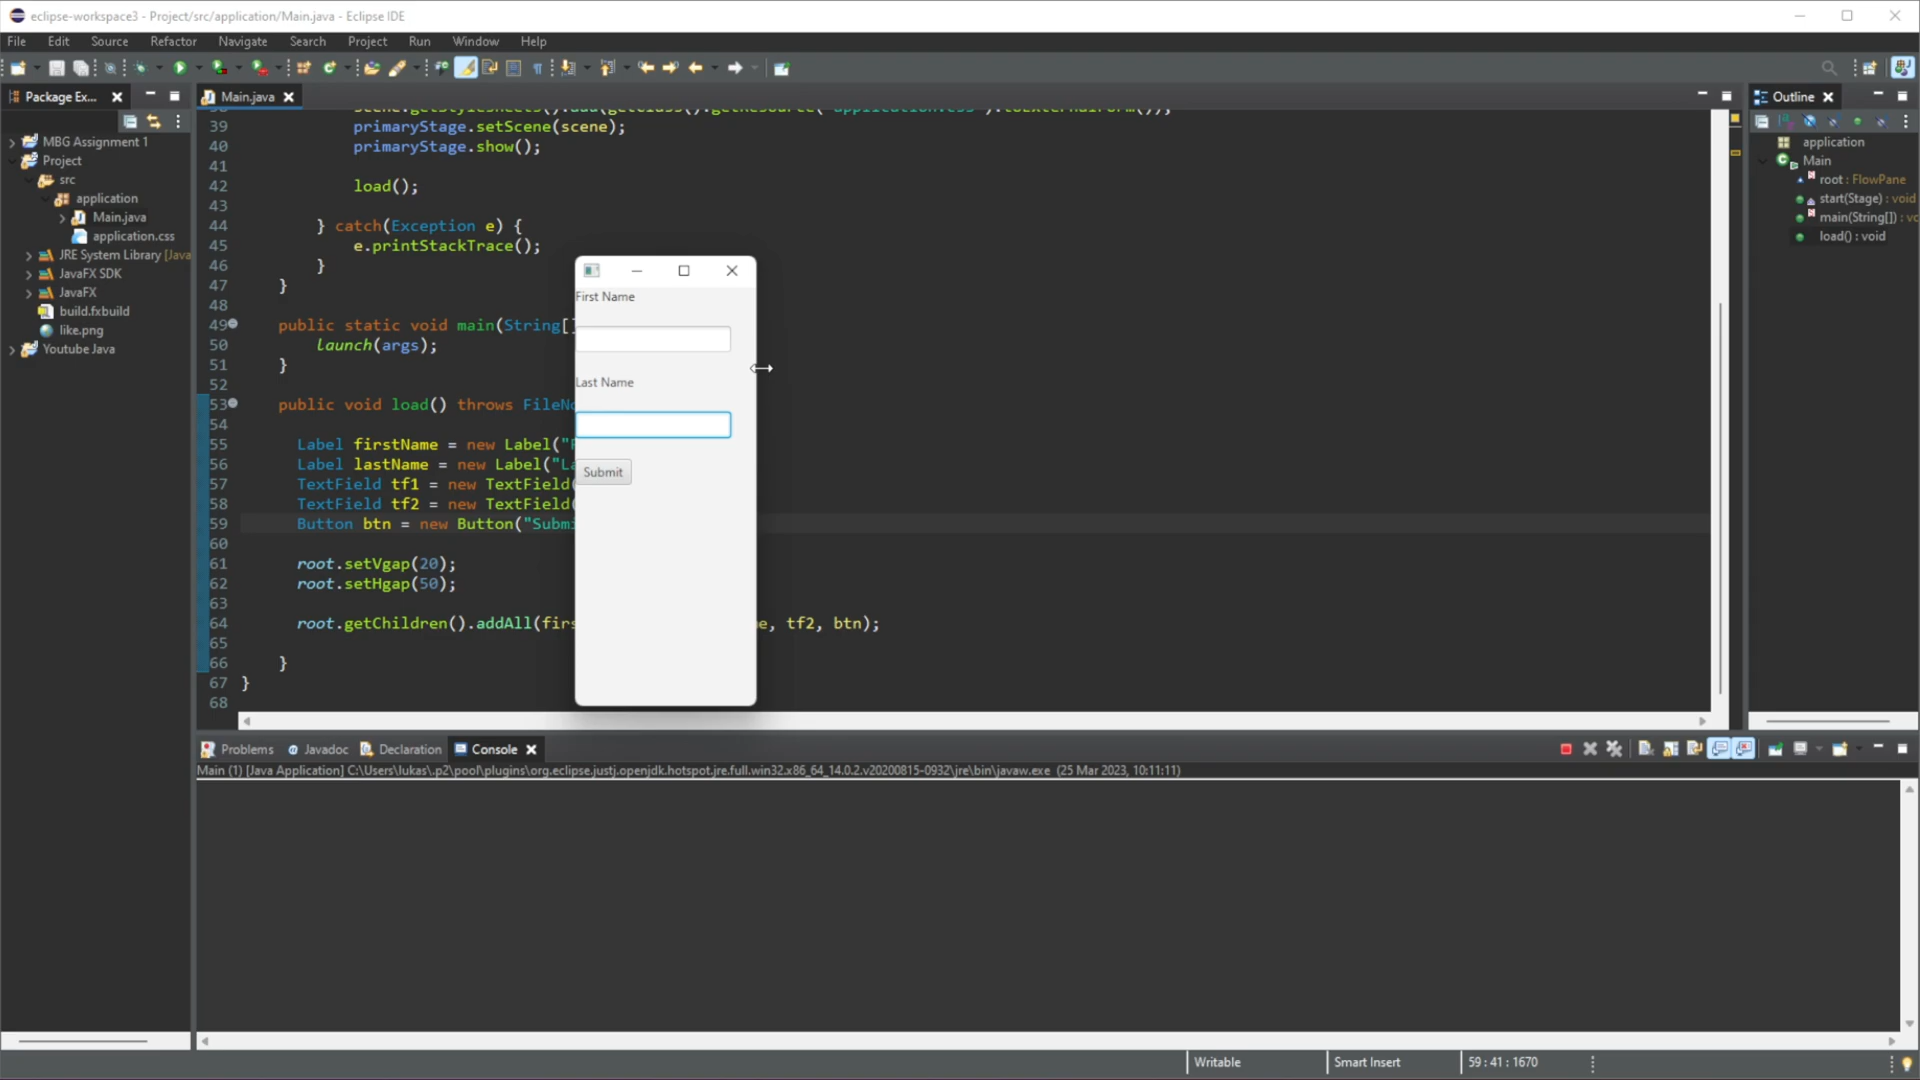 eclipse-workspace3 - Project/src/application/Main.java - Eclipse IDE
File Edit Source Refactor Navigate Search Project Run Window Help
Package Ex...
MBG Assignment 1
Project
src
application
Main.java
application.css
JRE System Library [Java
JavaFX SDK
JavaFX
build.fxbuild
like.png
Youtube Java
Main.java
39 primaryStage.setScene(scene);
40 primaryStage.show();
41
42 load();
43
44 } catch(Exception e) {
45 e.printStackTrace();
46 }
47 }
48
49 public static void main(String[]
50 launch(args);
51 }
52
53 public void load() throws FileNo
54
55 Label firstName = new Label("F
56 Label lastName = new Label("La
57 TextField tf1 = new TextField(
58 TextField tf2 = new TextField(
59 Button btn = new Button("Submi
60
61 root.setVgap(20);
62 root.setHgap(50);
63
64 root.getChildren().addAll(firs e, tf2, btn);
65
66 }
67 }
68
First Name
Last Name
Submit
Outline
application
Main
root : FlowPane
start(Stage) : void
main(String[]) : vo
load() : void
Problems Javadoc Declaration Console
Main (1) [Java Application] C:\Users\lukas\.p2\pool\plugins\org.eclipse.justj.openjdk.hotspot.jre.full.win32.x86_64_14.0.2.v20200815-0932\jre\bin\javaw.exe (25 Mar 2023, 10:11:11)
Writable Smart Insert 59 : 41 : 1670